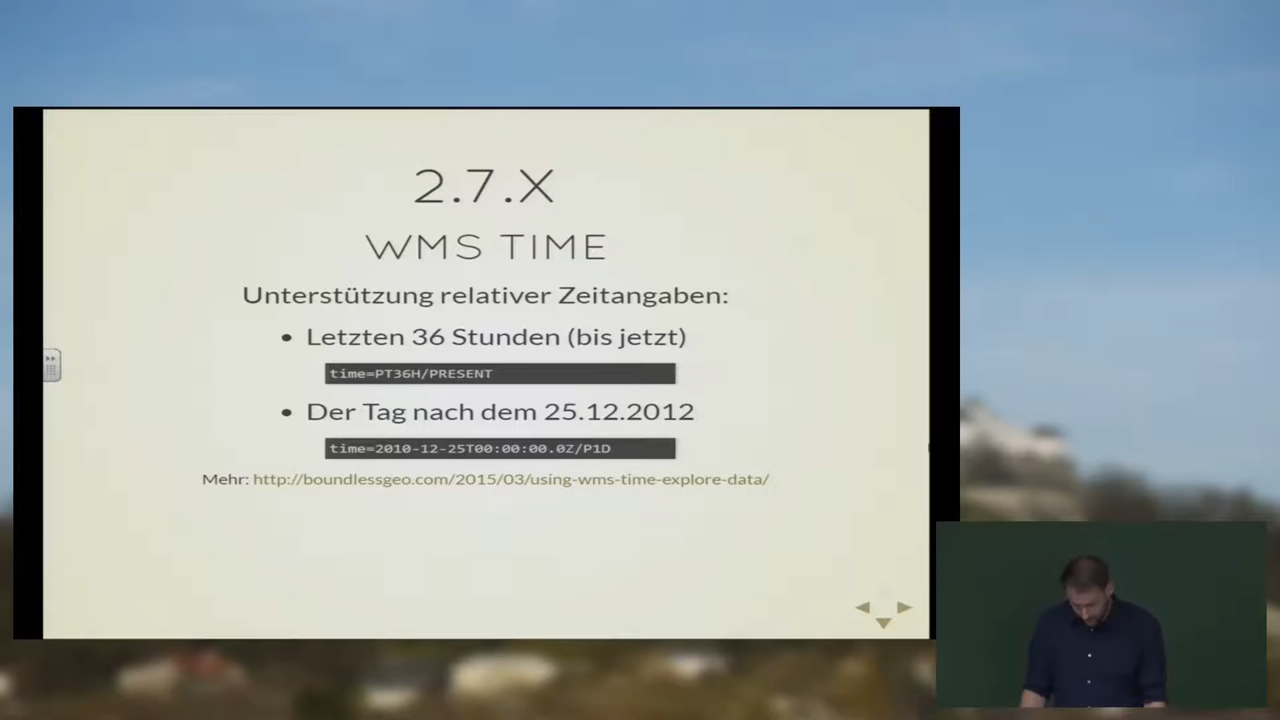 2.7.X
WMS TIME
Unterstützung relativer Zeitangaben:
• Letzten 36 Stunden (bis jetzt)
time=PT36H/PRESENT
• Der Tag nach dem 25.12.2012
time=2010-12-25T00:00:00.0Z/P1D
Mehr: http://boundlessgeo.com/2015/03/using-wms-time-explore-data/